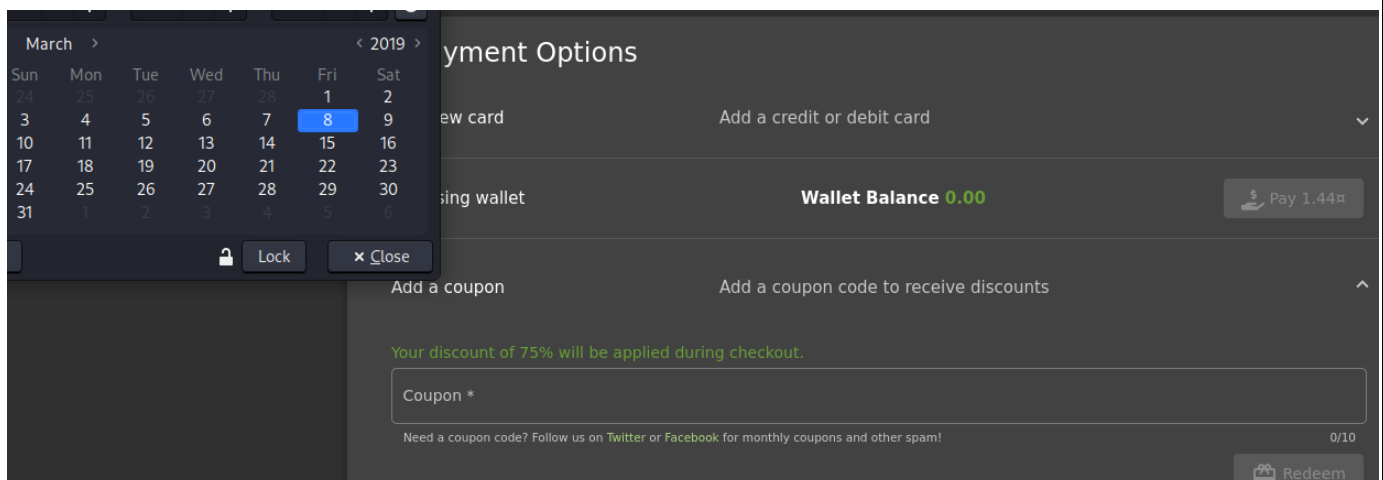 March > < 2019 >
Sun Mon Tue Wed Thu Fri Sat
24 25 26 27 28 1 2
3 4 5 6 7 8 9
10 11 12 13 14 15 16
17 18 19 20 21 22 23
24 25 26 27 28 29 30
31 1 2 3 4 5 6
Lock × Close
yment Options
ew card Add a credit or debit card
sing wallet Wallet Balance 0.00 Pay 1.44¤
Add a coupon Add a coupon code to receive discounts
Your discount of 75% will be applied during checkout.
Coupon *
Need a coupon code? Follow us on Twitter or Facebook for monthly coupons and other spam! 0/10
Redeem